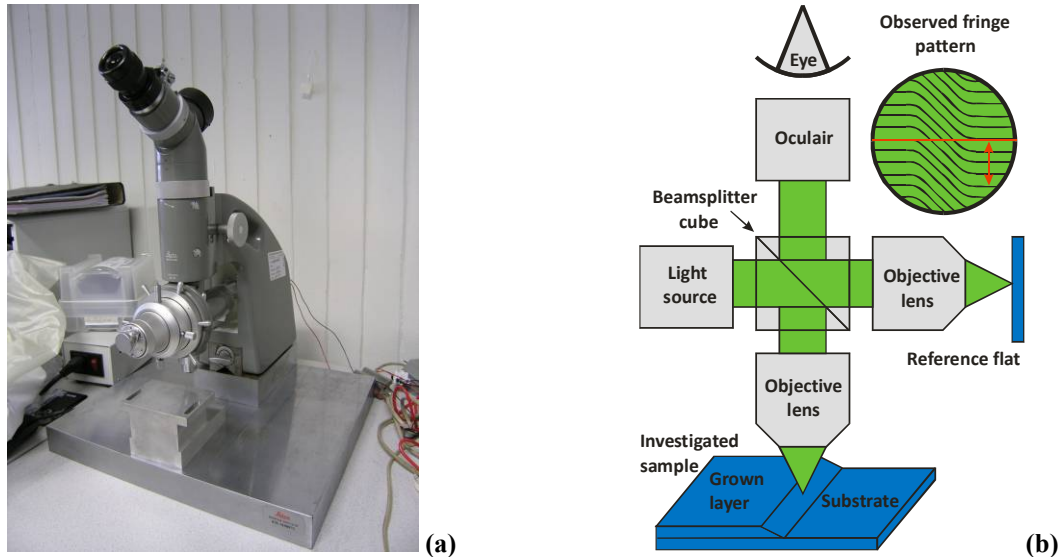 Eye
Observed fringe
pattern
Oculair
Beamsplitter
cube
Light
source
Objective
lens
Reference flat
Objective
lens
Investigated
sample
Grown
layer
Substrate
Leica
(a)
(b)